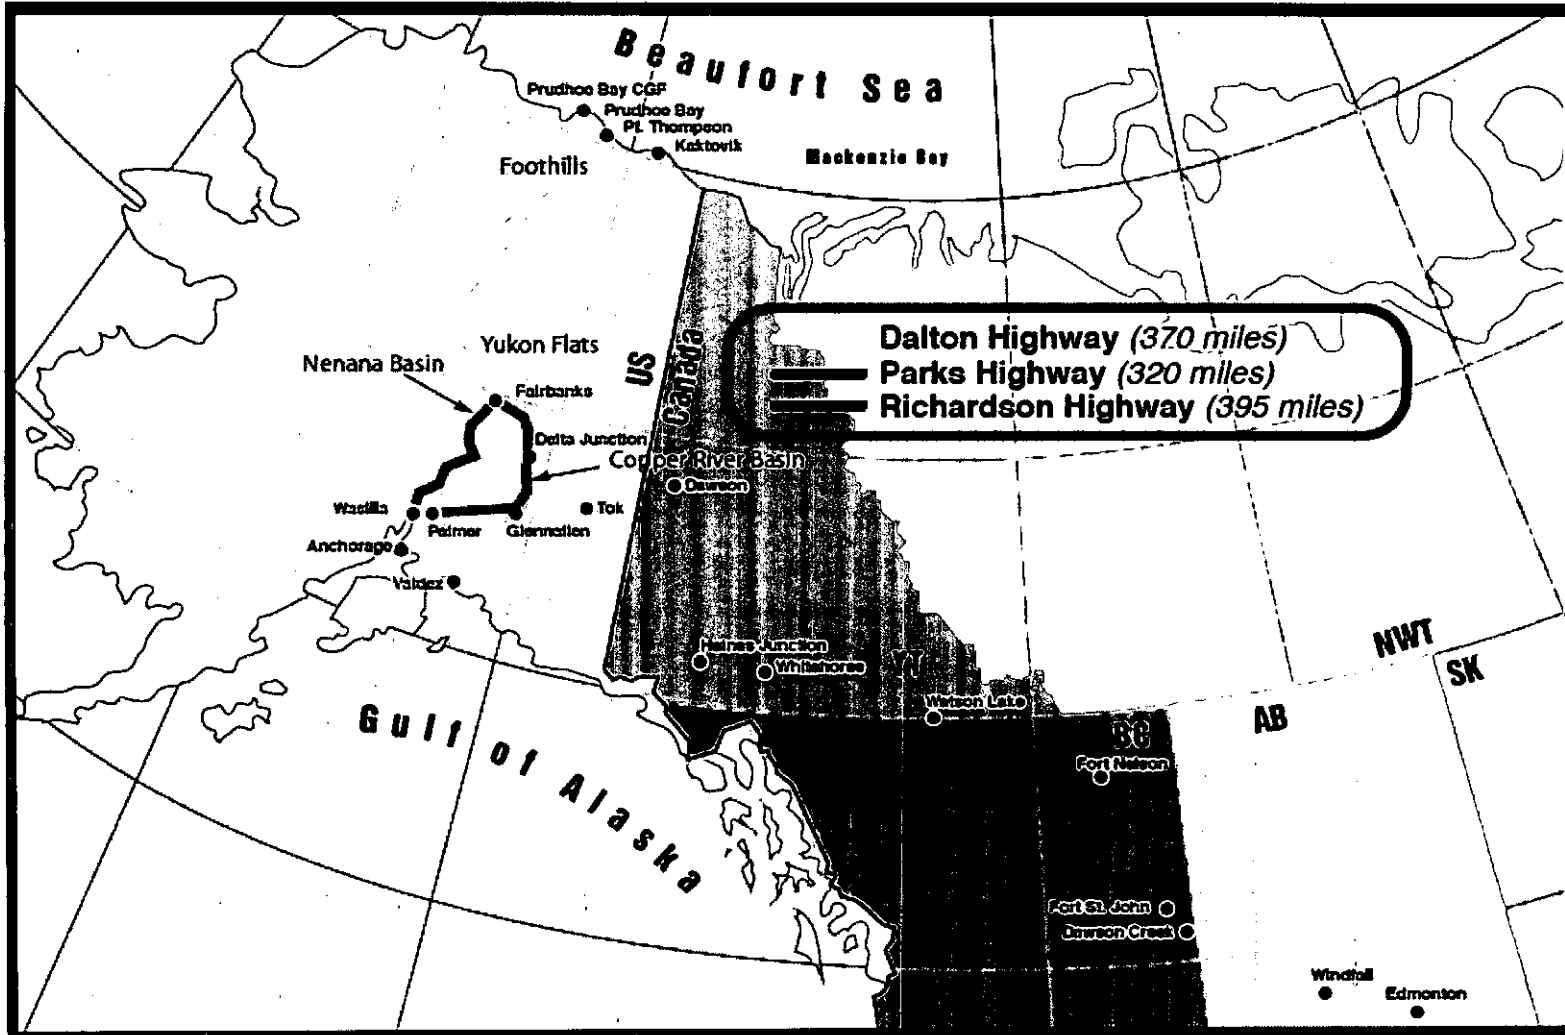 Beaufort Sea
Prudhoe Bay CGF
Prudhoe Bay
Pt. Thompson
Kaktovik
Mackenzie Bay
Foothills
Dalton Highway (370 miles)
Parks Highway (320 miles)
Richardson Highway (395 miles)
US
Canada
Yukon Flats
Nenana Basin
Fairbanks
Delta Junction
Copper River Basin
Dawson
Wasilla
Palmer
Glennallen
Tok
Anchorage
Valdez
Haines Junction
Whitehorse
YT
Watson Lake
NWT
SK
AB
BC
Fort Nelson
Gulf of Alaska
Fort St. John
Dawson Creek
Windfall
Edmonton